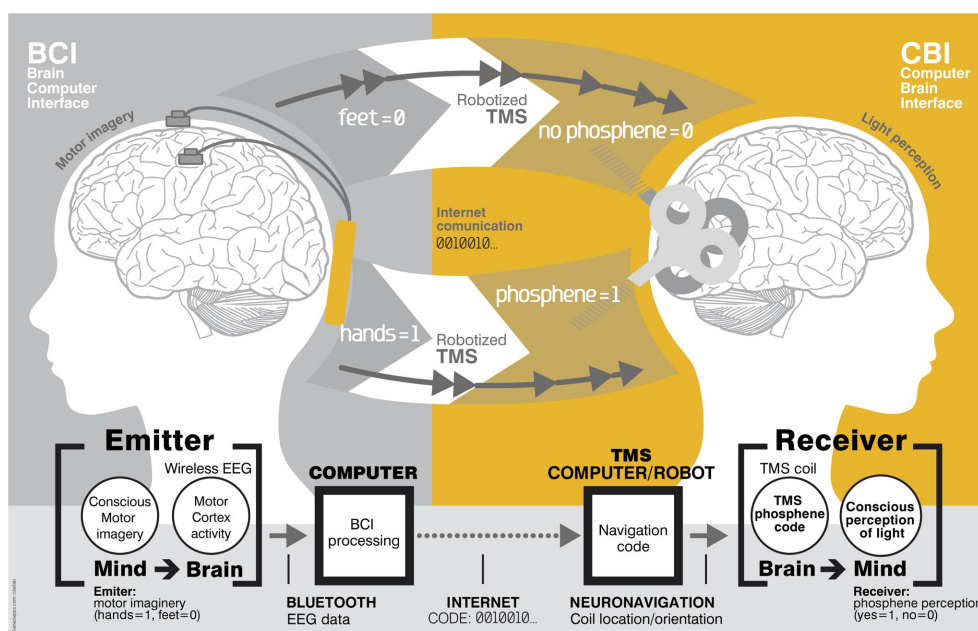 BCI
Brain
Computer
Interface
CBI
Computer
Brain
Interface
Motor imagery
feet=0
Robotized
TMS
no phosphene=0
Light perception
Internet
comunication
0010010...
hands=1
Robotized
TMS
phosphene=1
Emitter
Wireless EEG
Conscious
Motor
imagery
Motor
Cortex
activity
Mind → Brain
Emiter:
motor imaginery
(hands=1, feet=0)
COMPUTER
BCI
processing
BLUETOOTH
EEG data
INTERNET
CODE: 0010010...
TMS
COMPUTER/ROBOT
Navigation
code
NEURONAVIGATION
Coil location/orientation
Receiver
TMS coil
TMS
phosphene
code
Conscious
perception
of light
Brain → Mind
Receiver:
phosphene perception
(yes=1, no=0)